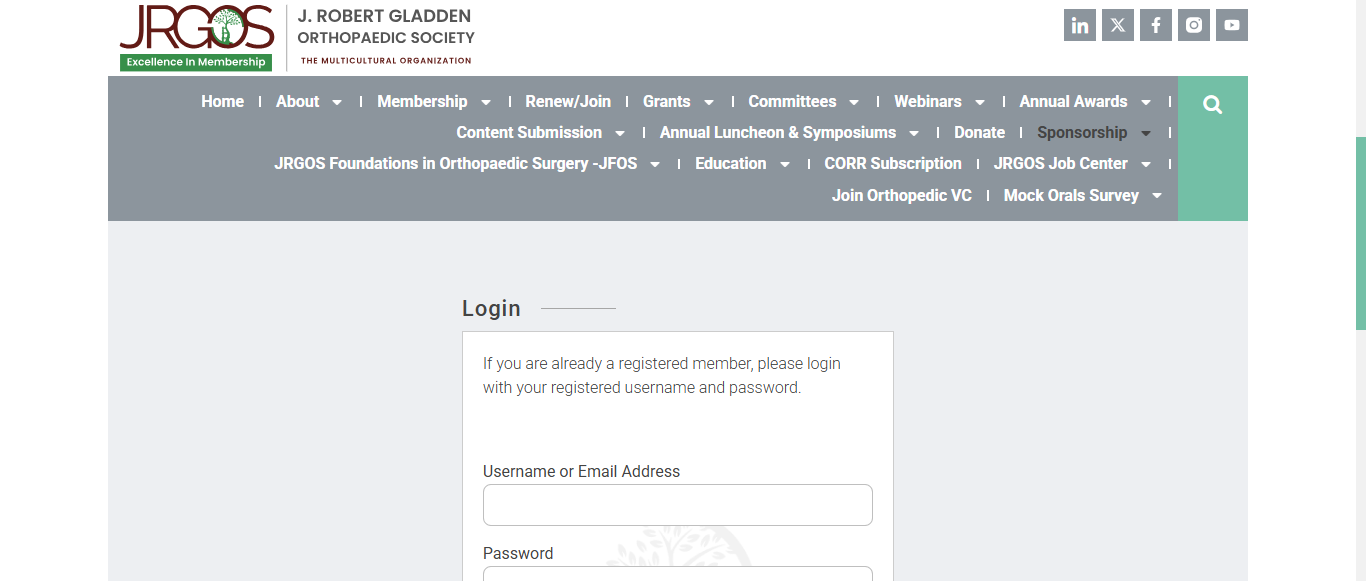 JRGOS
Excellence In Membership
J. ROBERT GLADDEN
ORTHOPAEDIC SOCIETY
THE MULTICULTURAL ORGANIZATION
Home | About | Membership | Renew/Join | Grants | Committees | Webinars | Annual Awards |
Content Submission | Annual Luncheon & Symposiums | Donate | Sponsorship |
JRGOS Foundations in Orthopaedic Surgery -JFOS | Education | CORR Subscription | JRGOS Job Center |
Join Orthopedic VC | Mock Orals Survey
Login
If you are already a registered member, please login
with your registered username and password.
Username or Email Address
Password